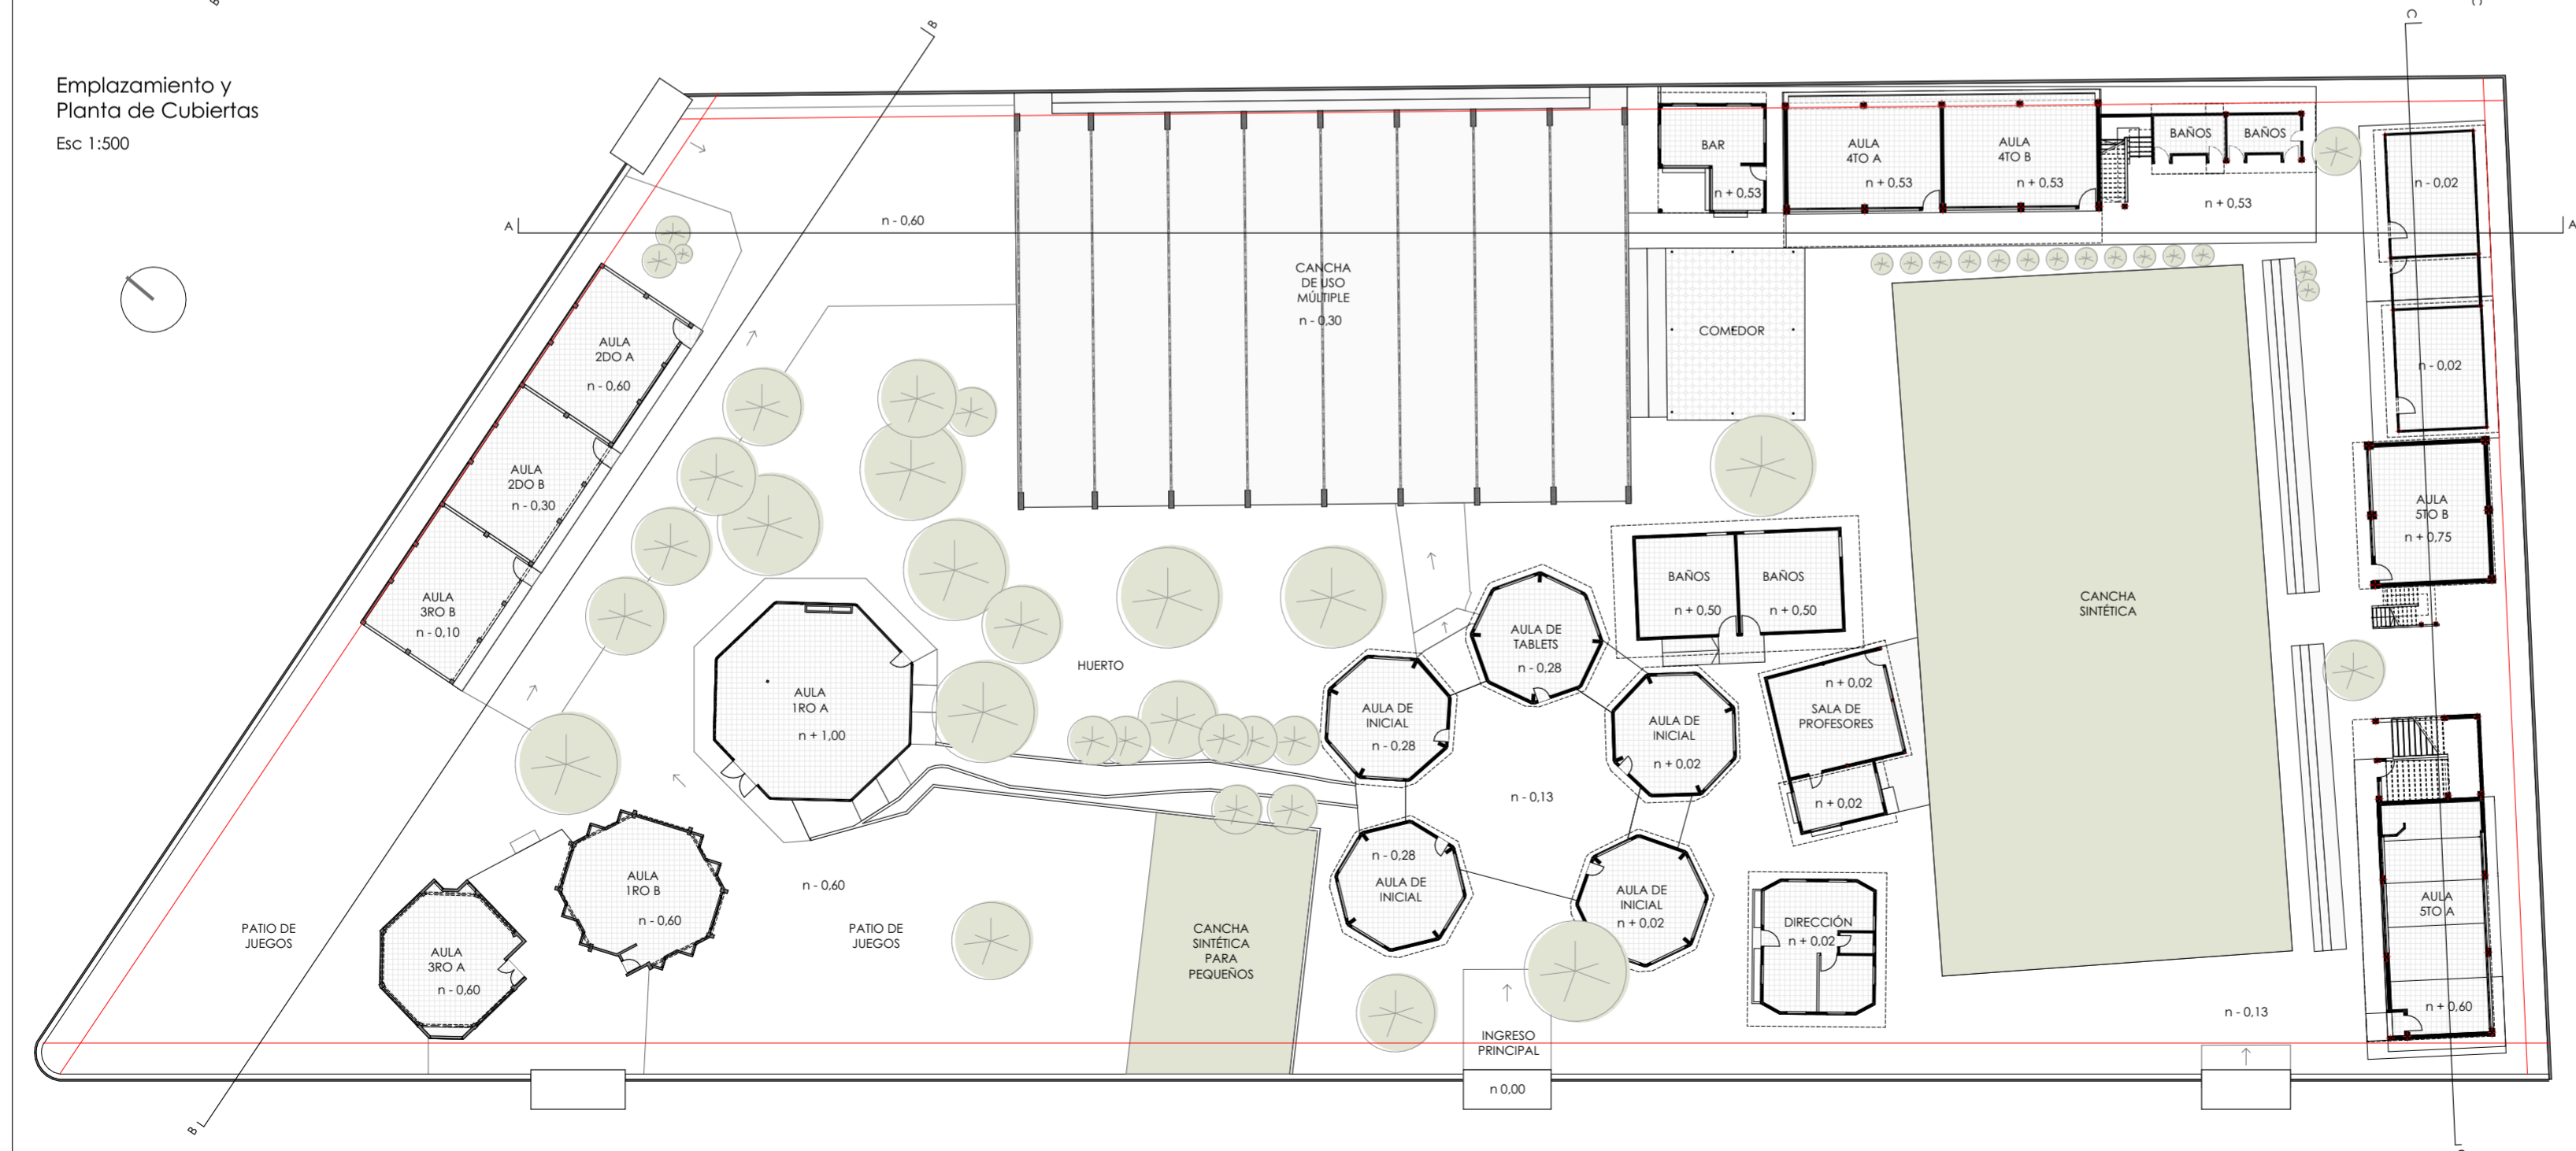 Emplazamiento y
Planta de Cubiertas
Esc 1:500
B
B
C
A
A
n - 0,60
BAR
n + 0,53
AULA
4TO A
n + 0,53
AULA
4TO B
n + 0,53
BAÑOS
BAÑOS
n + 0,53
n - 0,02
n - 0,02
CANCHA
DE USO
MÚLTIPLE
n - 0,30
COMEDOR
AULA
2DO A
n - 0,60
AULA
2DO B
n - 0,30
AULA
3RO B
n - 0,10
AULA
5TO B
n + 0,75
BAÑOS
n + 0,50
BAÑOS
n + 0,50
CANCHA
SINTÉTICA
HUERTO
AULA DE
TABLETS
n - 0,28
AULA
1RO A
n + 1,00
AULA DE
INICIAL
n - 0,28
AULA DE
INICIAL
n + 0,02
n + 0,02
SALA DE
PROFESORES
n + 0,02
n - 0,13
n - 0,28
AULA DE
INICIAL
AULA DE
INICIAL
n + 0,02
DIRECCIÓN
n + 0,02
AULA
5TO A
n + 0,60
AULA
1RO B
n - 0,60
n - 0,60
PATIO DE
JUEGOS
AULA
3RO A
n - 0,60
PATIO DE
JUEGOS
CANCHA
SINTÉTICA
PARA
PEQUEÑOS
INGRESO
PRINCIPAL
n 0,00
n - 0,13
B